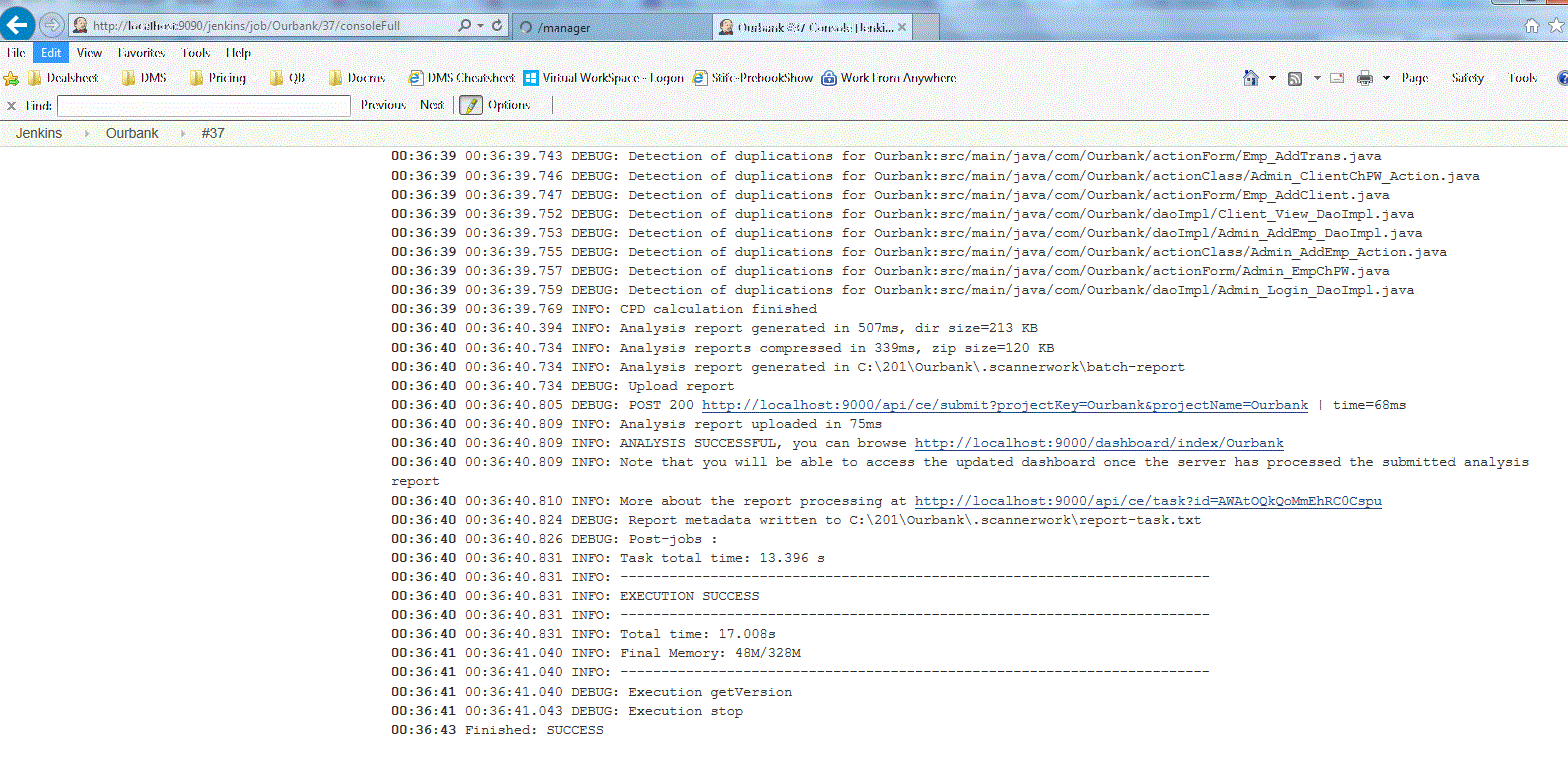 http://localhost:9090/jenkins/job/Ourbank/37/consoleFull
/manager
Ourbank #37 Console [Jenki...
File Edit View Favorites Tools Help
Dealsheet DMS Pricing QB Docms DMS Cheatsheet Virtual WorkSpace - Logon Work From Anywhere Page Safety Tools
Find: Previous Next Options
Jenkins Ourbank #37
00:36:39 00:36:39.743 DEBUG: Detection of duplications for Ourbank:src/main/java/com/Ourbank/actionForm/Emp_AddTrans.java
00:36:39 00:36:39.746 DEBUG: Detection of duplications for Ourbank:src/main/java/com/Ourbank/actionClass/Admin_ClientChPW_Action.java
00:36:39 00:36:39.747 DEBUG: Detection of duplications for Ourbank:src/main/java/com/Ourbank/actionForm/Emp_AddClient.java
00:36:39 00:36:39.752 DEBUG: Detection of duplications for Ourbank:src/main/java/com/Ourbank/daoImpl/Client_View_DaoImpl.java
00:36:39 00:36:39.753 DEBUG: Detection of duplications for Ourbank:src/main/java/com/Ourbank/daoImpl/Admin_AddEmp_DaoImpl.java
00:36:39 00:36:39.755 DEBUG: Detection of duplications for Ourbank:src/main/java/com/Ourbank/actionClass/Admin_AddEmp_Action.java
00:36:39 00:36:39.757 DEBUG: Detection of duplications for Ourbank:src/main/java/com/Ourbank/actionForm/Admin_EmpChPW.java
00:36:39 00:36:39.759 DEBUG: Detection of duplications for Ourbank:src/main/java/com/Ourbank/daoImpl/Admin_Login_DaoImpl.java
00:36:39 00:36:39.769 INFO: CPD calculation finished
00:36:40 00:36:40.394 INFO: Analysis report generated in 507ms, dir size=213 KB
00:36:40 00:36:40.734 INFO: Analysis reports compressed in 339ms, zip size=120 KB
00:36:40 00:36:40.734 INFO: Analysis report generated in C:\201\Ourbank\.scannerwork\batch-report
00:36:40 00:36:40.734 DEBUG: Upload report
00:36:40 00:36:40.805 DEBUG: POST 200 http://localhost:9000/api/ce/submit?projectKey=Ourbank&projectName=Ourbank | time=68ms
00:36:40 00:36:40.809 INFO: Analysis report uploaded in 75ms
00:36:40 00:36:40.809 INFO: ANALYSIS SUCCESSFUL, you can browse http://localhost:9000/dashboard/index/Ourbank
00:36:40 00:36:40.809 INFO: Note that you will be able to access the updated dashboard once the server has processed the submitted analysis
report
00:36:40 00:36:40.810 INFO: More about the report processing at http://localhost:9000/api/ce/task?id=AWAtOQkQoMmEhRC0Cspu
00:36:40 00:36:40.824 DEBUG: Report metadata written to C:\201\Ourbank\.scannerwork\report-task.txt
00:36:40 00:36:40.826 DEBUG: Post-jobs :
00:36:40 00:36:40.831 INFO: Task total time: 13.396 s
00:36:40 00:36:40.831 INFO: ------------------------------------------------------------------------
00:36:40 00:36:40.831 INFO: EXECUTION SUCCESS
00:36:40 00:36:40.831 INFO: ------------------------------------------------------------------------
00:36:40 00:36:40.831 INFO: Total time: 17.008s
00:36:41 00:36:41.040 INFO: Final Memory: 48M/328M
00:36:41 00:36:41.040 INFO: ------------------------------------------------------------------------
00:36:41 00:36:41.040 DEBUG: Execution getVersion
00:36:41 00:36:41.043 DEBUG: Execution stop
00:36:43 Finished: SUCCESS